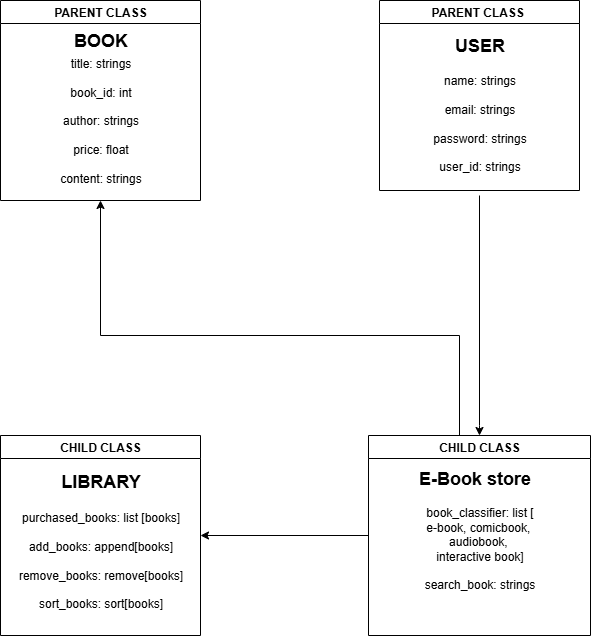 PARENT CLASS
BOOK
title: strings
book_id: int
author: strings
price: float
content: strings
PARENT CLASS
USER
name: strings
email: strings
password: strings
user_id: strings
CHILD CLASS
LIBRARY
purchased_books: list [books]
add_books: append[books]
remove_books: remove[books]
sort_books: sort[books]
CHILD CLASS
E-Book store
book_classifier: list [
e-book, comicbook,
audiobook,
interactive book]
search_book: strings